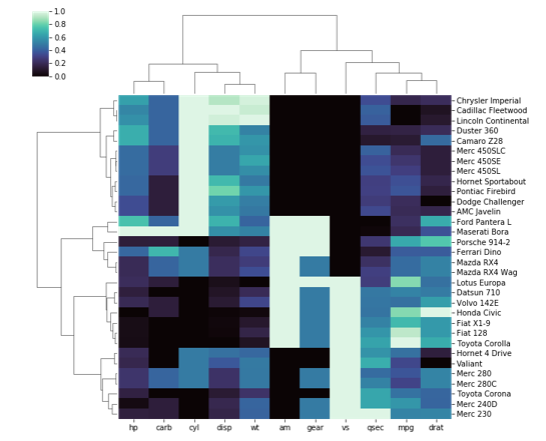 1.0
0.8
0.6
0.4
0.2
0.0
Chrysler Imperial
Cadillac Fleetwood
Lincoln Continental
Duster 360
Camaro Z28
Merc 450SLC
Merc 450SE
Merc 450SL
Hornet Sportabout
Pontiac Firebird
Dodge Challenger
AMC Javelin
Ford Pantera L
Maserati Bora
Porsche 914-2
Ferrari Dino
Mazda RX4
Mazda RX4 Wag
Lotus Europa
Datsun 710
Volvo 142E
Honda Civic
Fiat X1-9
Fiat 128
Toyota Corolla
Hornet 4 Drive
Valiant
Merc 280
Merc 280C
Toyota Corona
Merc 240D
Merc 230
hp carb cyl disp wt am gear vs qsec mpg drat